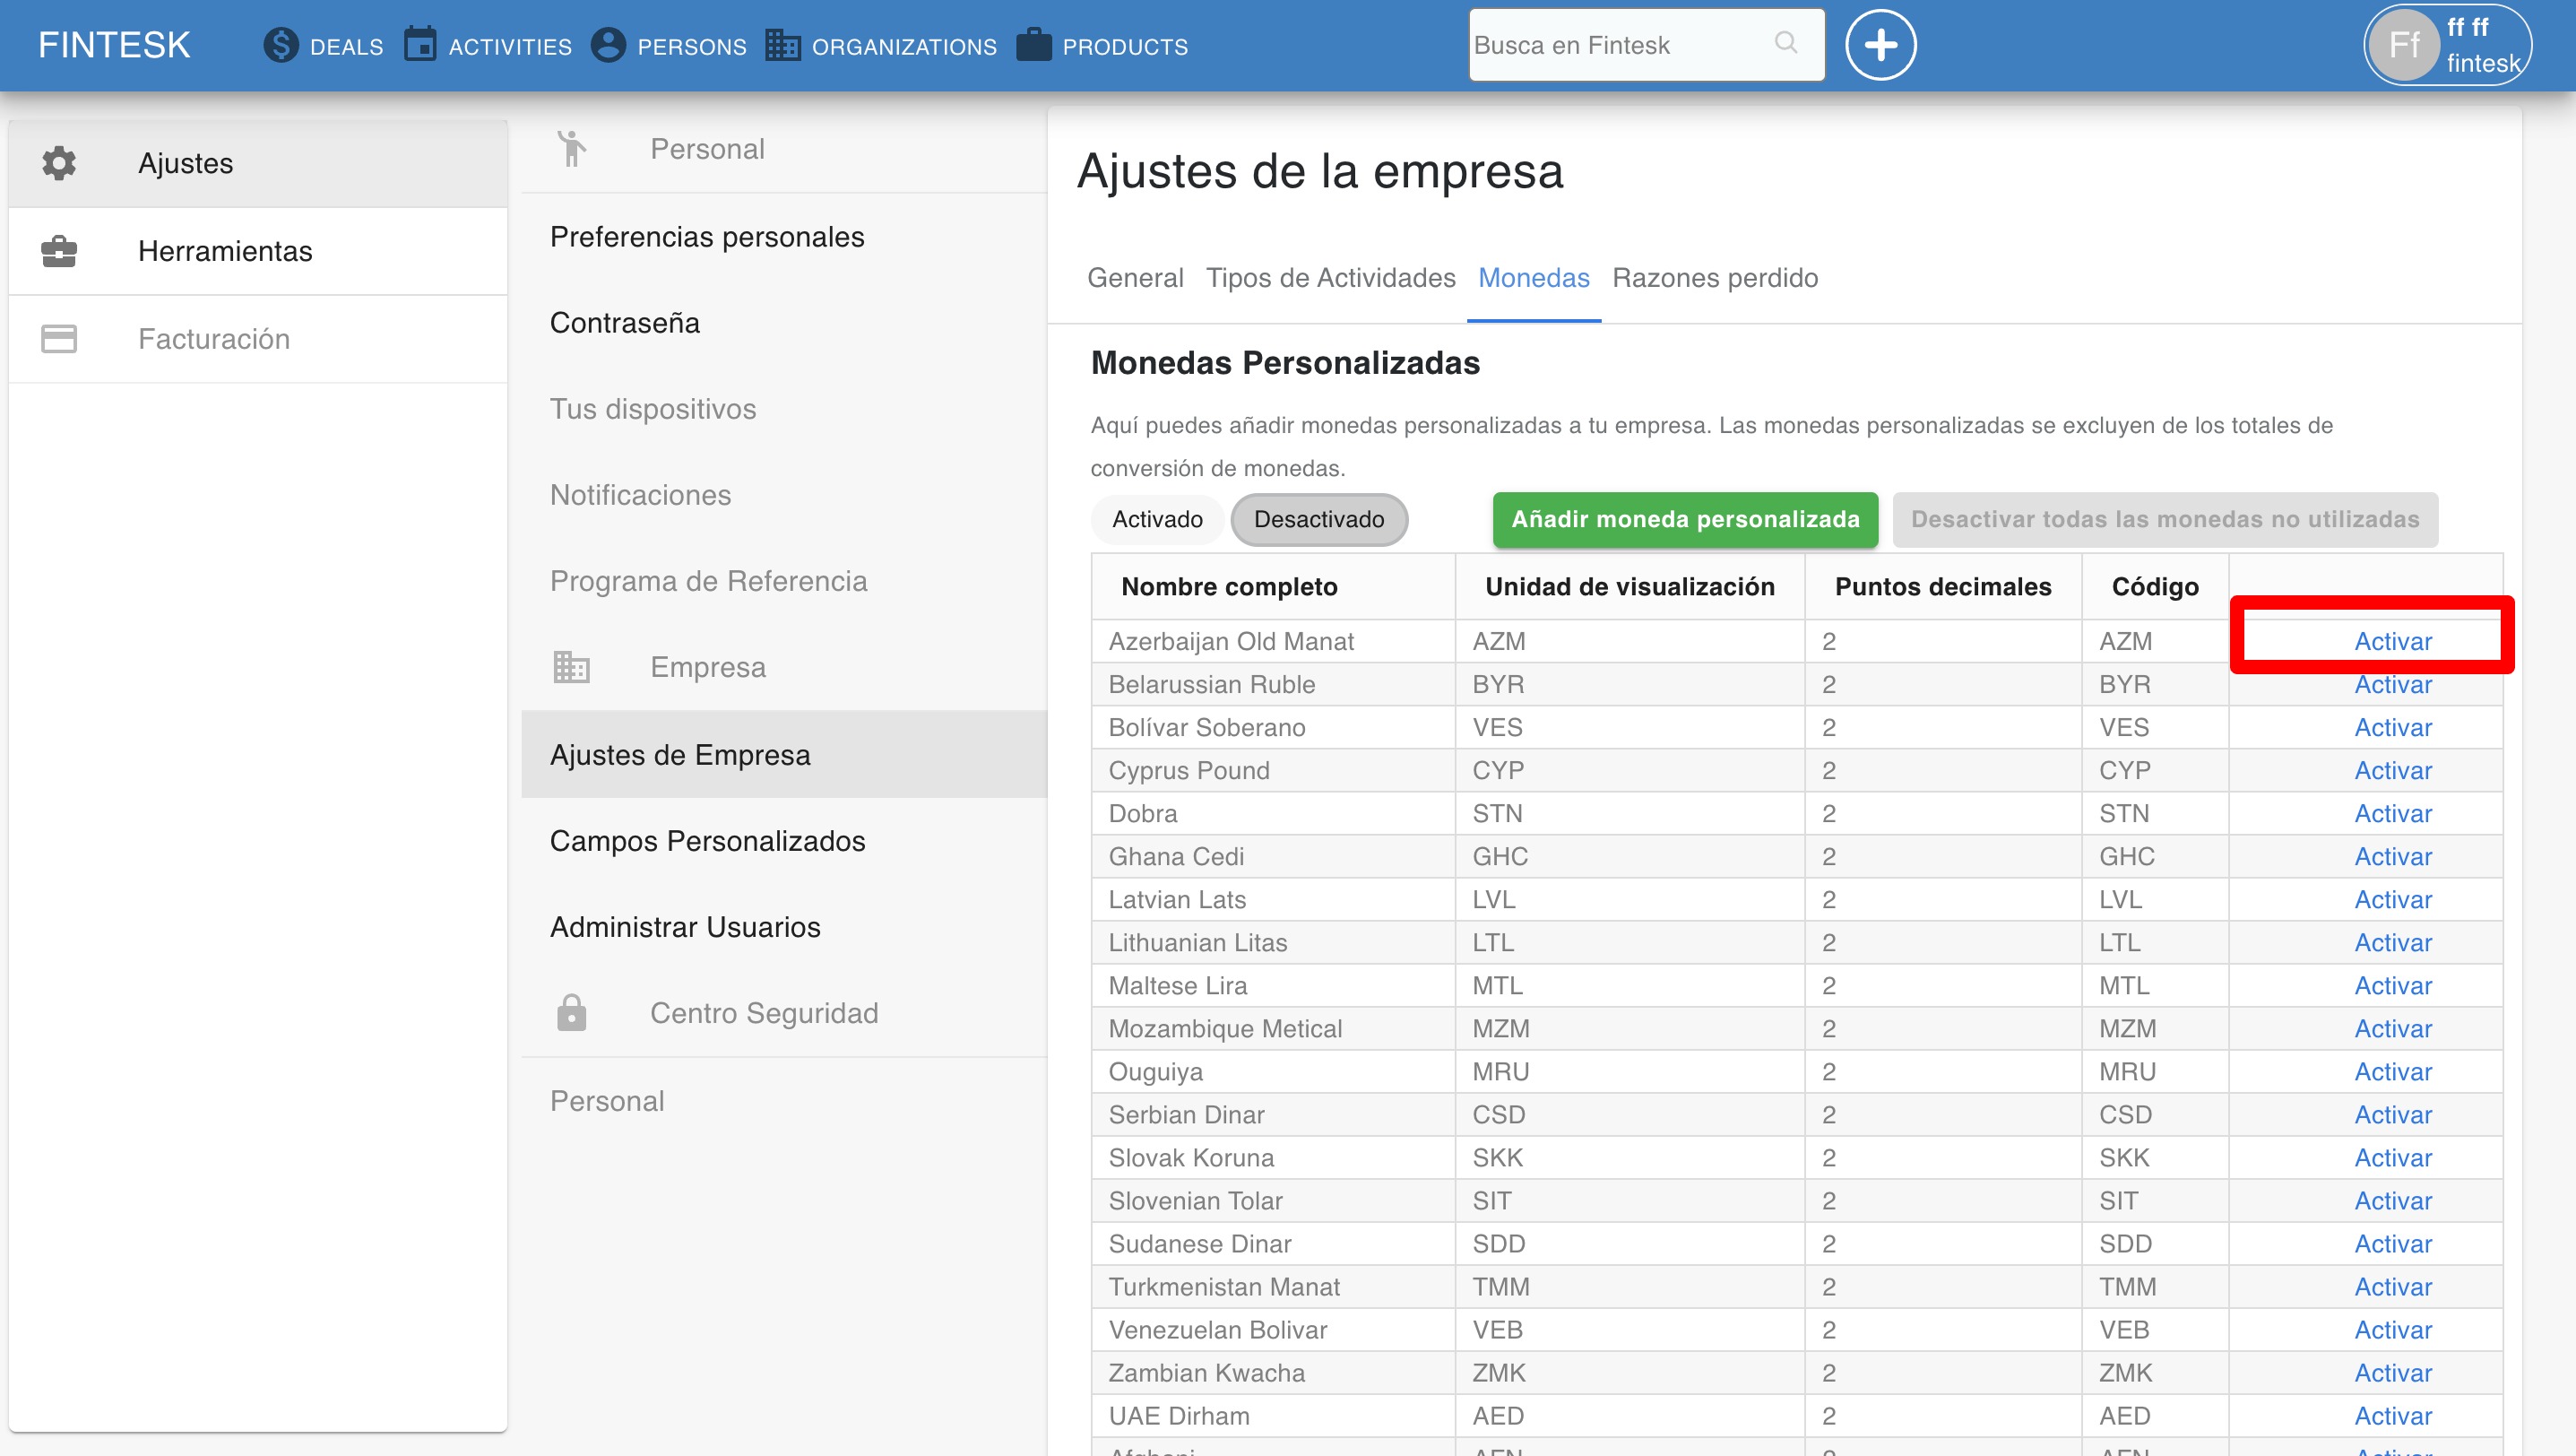 FINTESK
DEALS
ACTIVITIES
PERSONS
ORGANIZATIONS
PRODUCTS
Busca en Fintesk
Ff
ff ff
fintesk
Ajustes
Herramientas
Facturación
Personal
Preferencias personales
Contraseña
Tus dispositivos
Notificaciones
Programa de Referencia
Empresa
Ajustes de Empresa
Campos Personalizados
Administrar Usuarios
Centro Seguridad
Personal
Ajustes de la empresa
General Tipos de Actividades Monedas Razones perdido
Monedas Personalizadas
Aquí puedes añadir monedas personalizadas a tu empresa. Las monedas personalizadas se excluyen de los totales de
conversión de monedas.
Activado Desactivado Añadir moneda personalizada Desactivar todas las monedas no utilizadas
Nombre completo Unidad de visualización Puntos decimales Código
Azerbaijan Old Manat AZM 2 AZM Activar
Belarussian Ruble BYR 2 BYR Activar
Bolívar Soberano VES 2 VES Activar
Cyprus Pound CYP 2 CYP Activar
Dobra STN 2 STN Activar
Ghana Cedi GHC 2 GHC Activar
Latvian Lats LVL 2 LVL Activar
Lithuanian Litas LTL 2 LTL Activar
Maltese Lira MTL 2 MTL Activar
Mozambique Metical MZM 2 MZM Activar
Ouguiya MRU 2 MRU Activar
Serbian Dinar CSD 2 CSD Activar
Slovak Koruna SKK 2 SKK Activar
Slovenian Tolar SIT 2 SIT Activar
Sudanese Dinar SDD 2 SDD Activar
Turkmenistan Manat TMM 2 TMM Activar
Venezuelan Bolivar VEB 2 VEB Activar
Zambian Kwacha ZMK 2 ZMK Activar
UAE Dirham AED 2 AED Activar